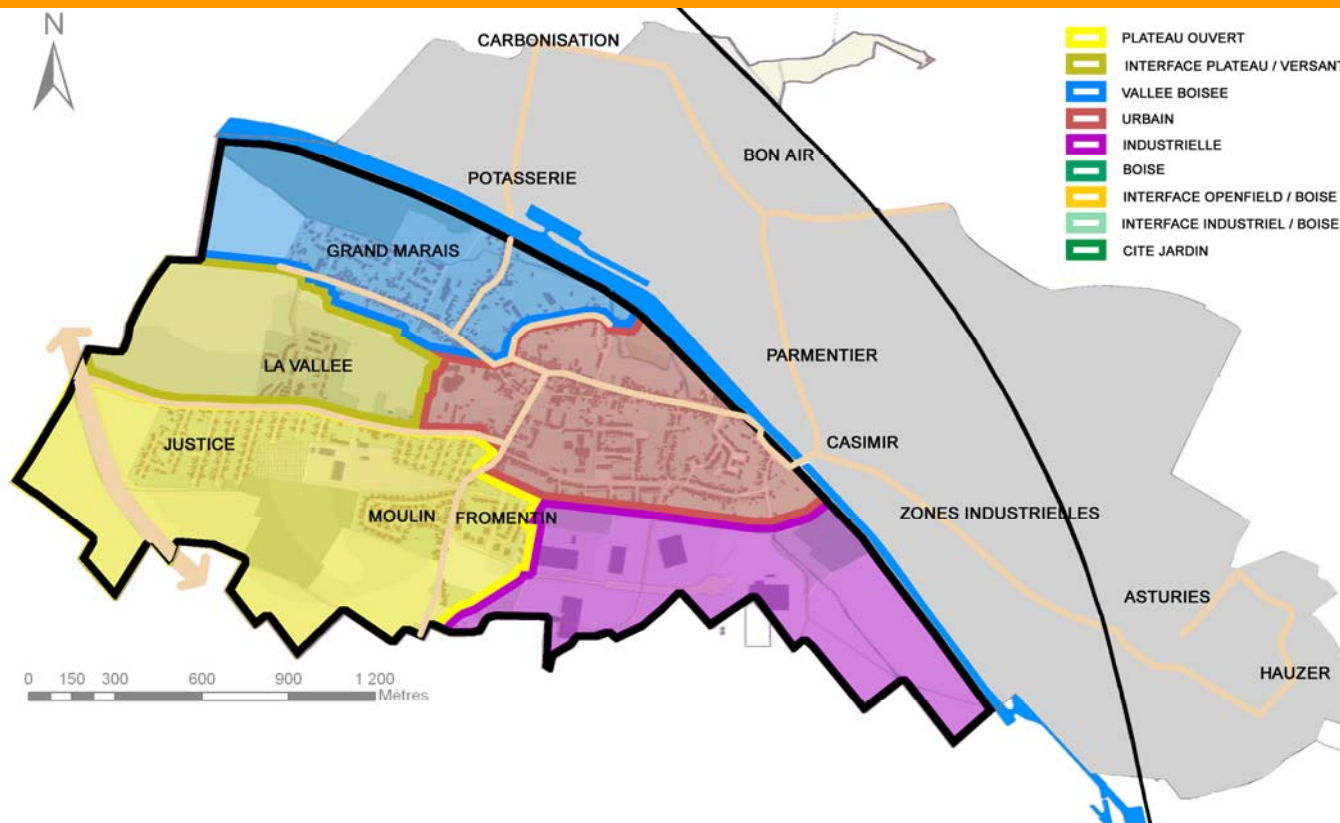 N
CARBONISATION
PLATEAU OUVERT
INTERFACE PLATEAU / VERSANT
VALLEE BOISEE
URBAIN
INDUSTRIELLE
BOISE
INTERFACE OPENFIELD / BOISE
INTERFACE INDUSTRIEL / BOISE
CITE JARDIN
BON AIR
POTASSERIE
GRAND MARAIS
PARMENTIER
LA VALLEE
JUSTICE
CASIMIR
MOULIN
FROMENTIN
ZONES INDUSTRIELLES
ASTURIES
HAUZER
0 150 300 600 900 1 200
Mètres